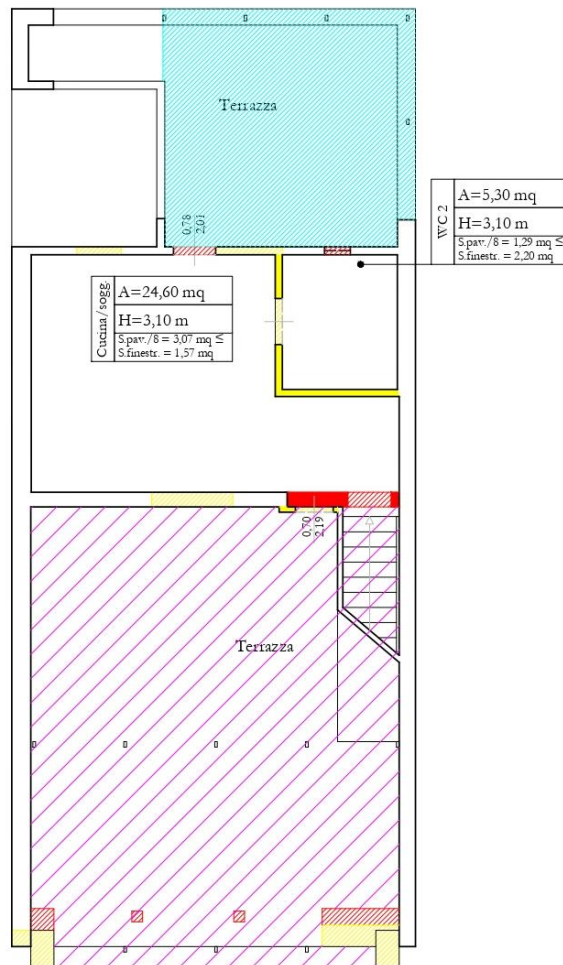 Terrazza
WC 2
A=5,30 mq
H=3,10 m
S.pav./8 = 1,29 mq ≤
S.finestr. = 2,20 mq
0,78
2,01
Cucina/sogg.
A=24,60 mq
H=3,10 m
S.pav./8 = 3,07 mq ≤
S.finestr. = 1,57 mq
0,70
2,19
Terrazza